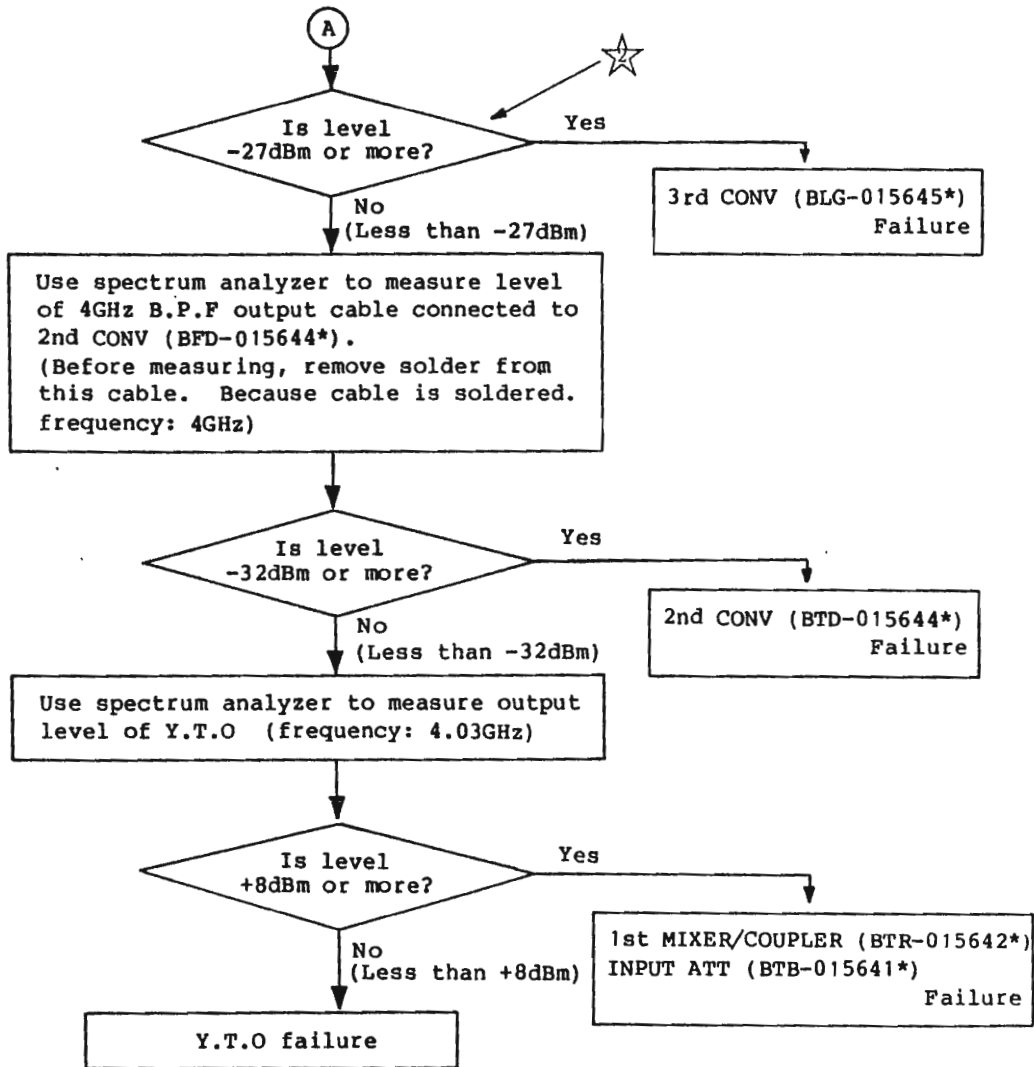 A
2
Is level
-27dBm or more?
Yes
3rd CONV (BLG-015645*)
Failure
No
(Less than -27dBm)
Use spectrum analyzer to measure level
of 4GHz B.P.F output cable connected to
2nd CONV (BFD-015644*).
(Before measuring, remove solder from
this cable.  Because cable is soldered.
frequency: 4GHz)
Is level
-32dBm or more?
Yes
2nd CONV (BTD-015644*)
Failure
No
(Less than -32dBm)
Use spectrum analyzer to measure output
level of Y.T.O  (frequency: 4.03GHz)
Is level
+8dBm or more?
Yes
1st MIXER/COUPLER (BTR-015642*)
INPUT ATT (BTB-015641*)
Failure
No
(Less than +8dBm)
Y.T.O failure